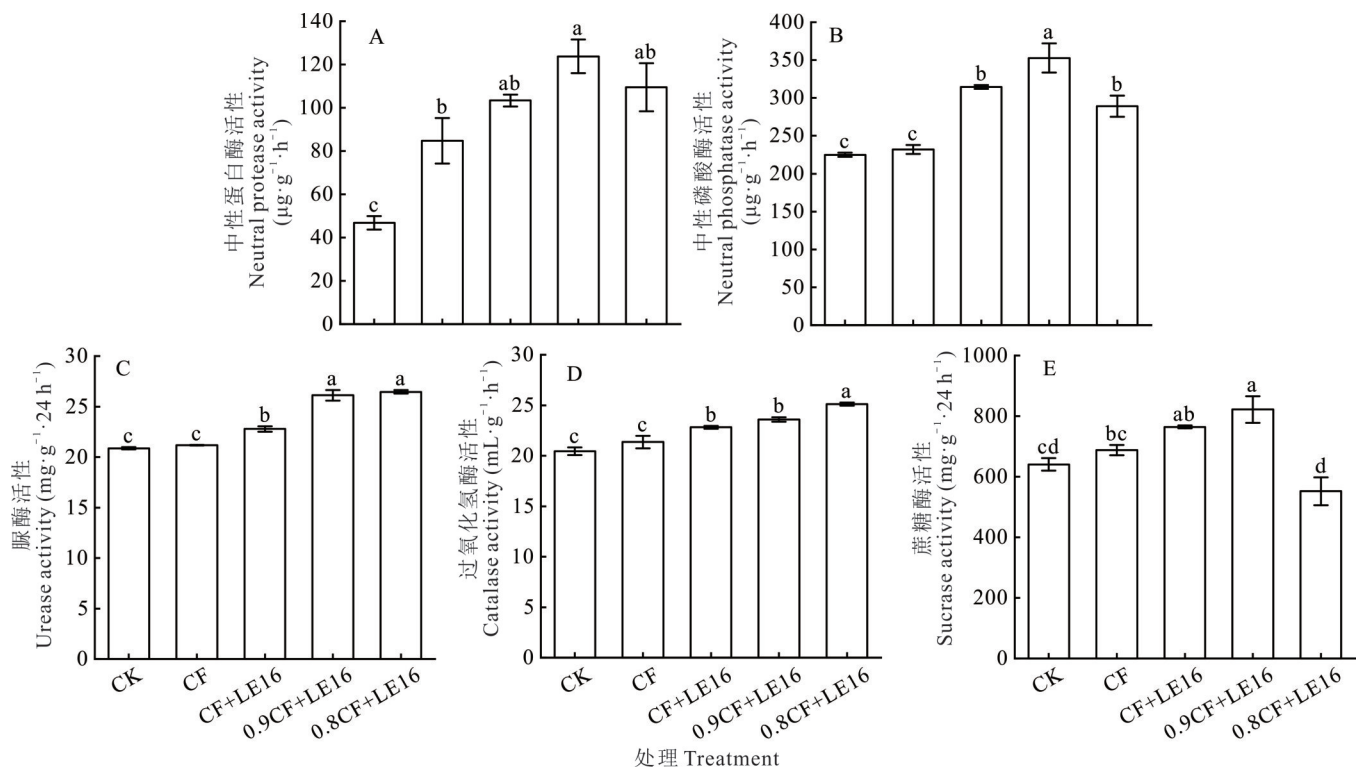 中性蛋白酶活性
Neutral protease activity
(μg·g⁻¹·h⁻¹)
140
120
100
80
60
40
20
0
A
c
b
ab
a
ab
中性磷酸酶活性
Neutral phosphatase activity
(μg·g⁻¹·h⁻¹)
400
350
300
250
200
150
100
50
0
B
c
c
b
a
b
脲酶活性
Urease activity (mg·g⁻¹·24 h⁻¹)
30
25
20
15
10
5
0
C
c
c
b
a
a
CK
CF
CF+LE16
0.9CF+LE16
0.8CF+LE16
过氧化氢酶活性
Catalase activity (mL·g⁻¹·h⁻¹)
30
25
20
15
10
5
0
D
c
c
b
b
a
CK
CF
CF+LE16
0.9CF+LE16
0.8CF+LE16
蔗糖酶活性
Sucrase activity (mg·g⁻¹·24 h⁻¹)
1000
800
600
400
200
0
E
cd
bc
ab
a
d
CK
CF
CF+LE16
0.9CF+LE16
0.8CF+LE16
处理 Treatment